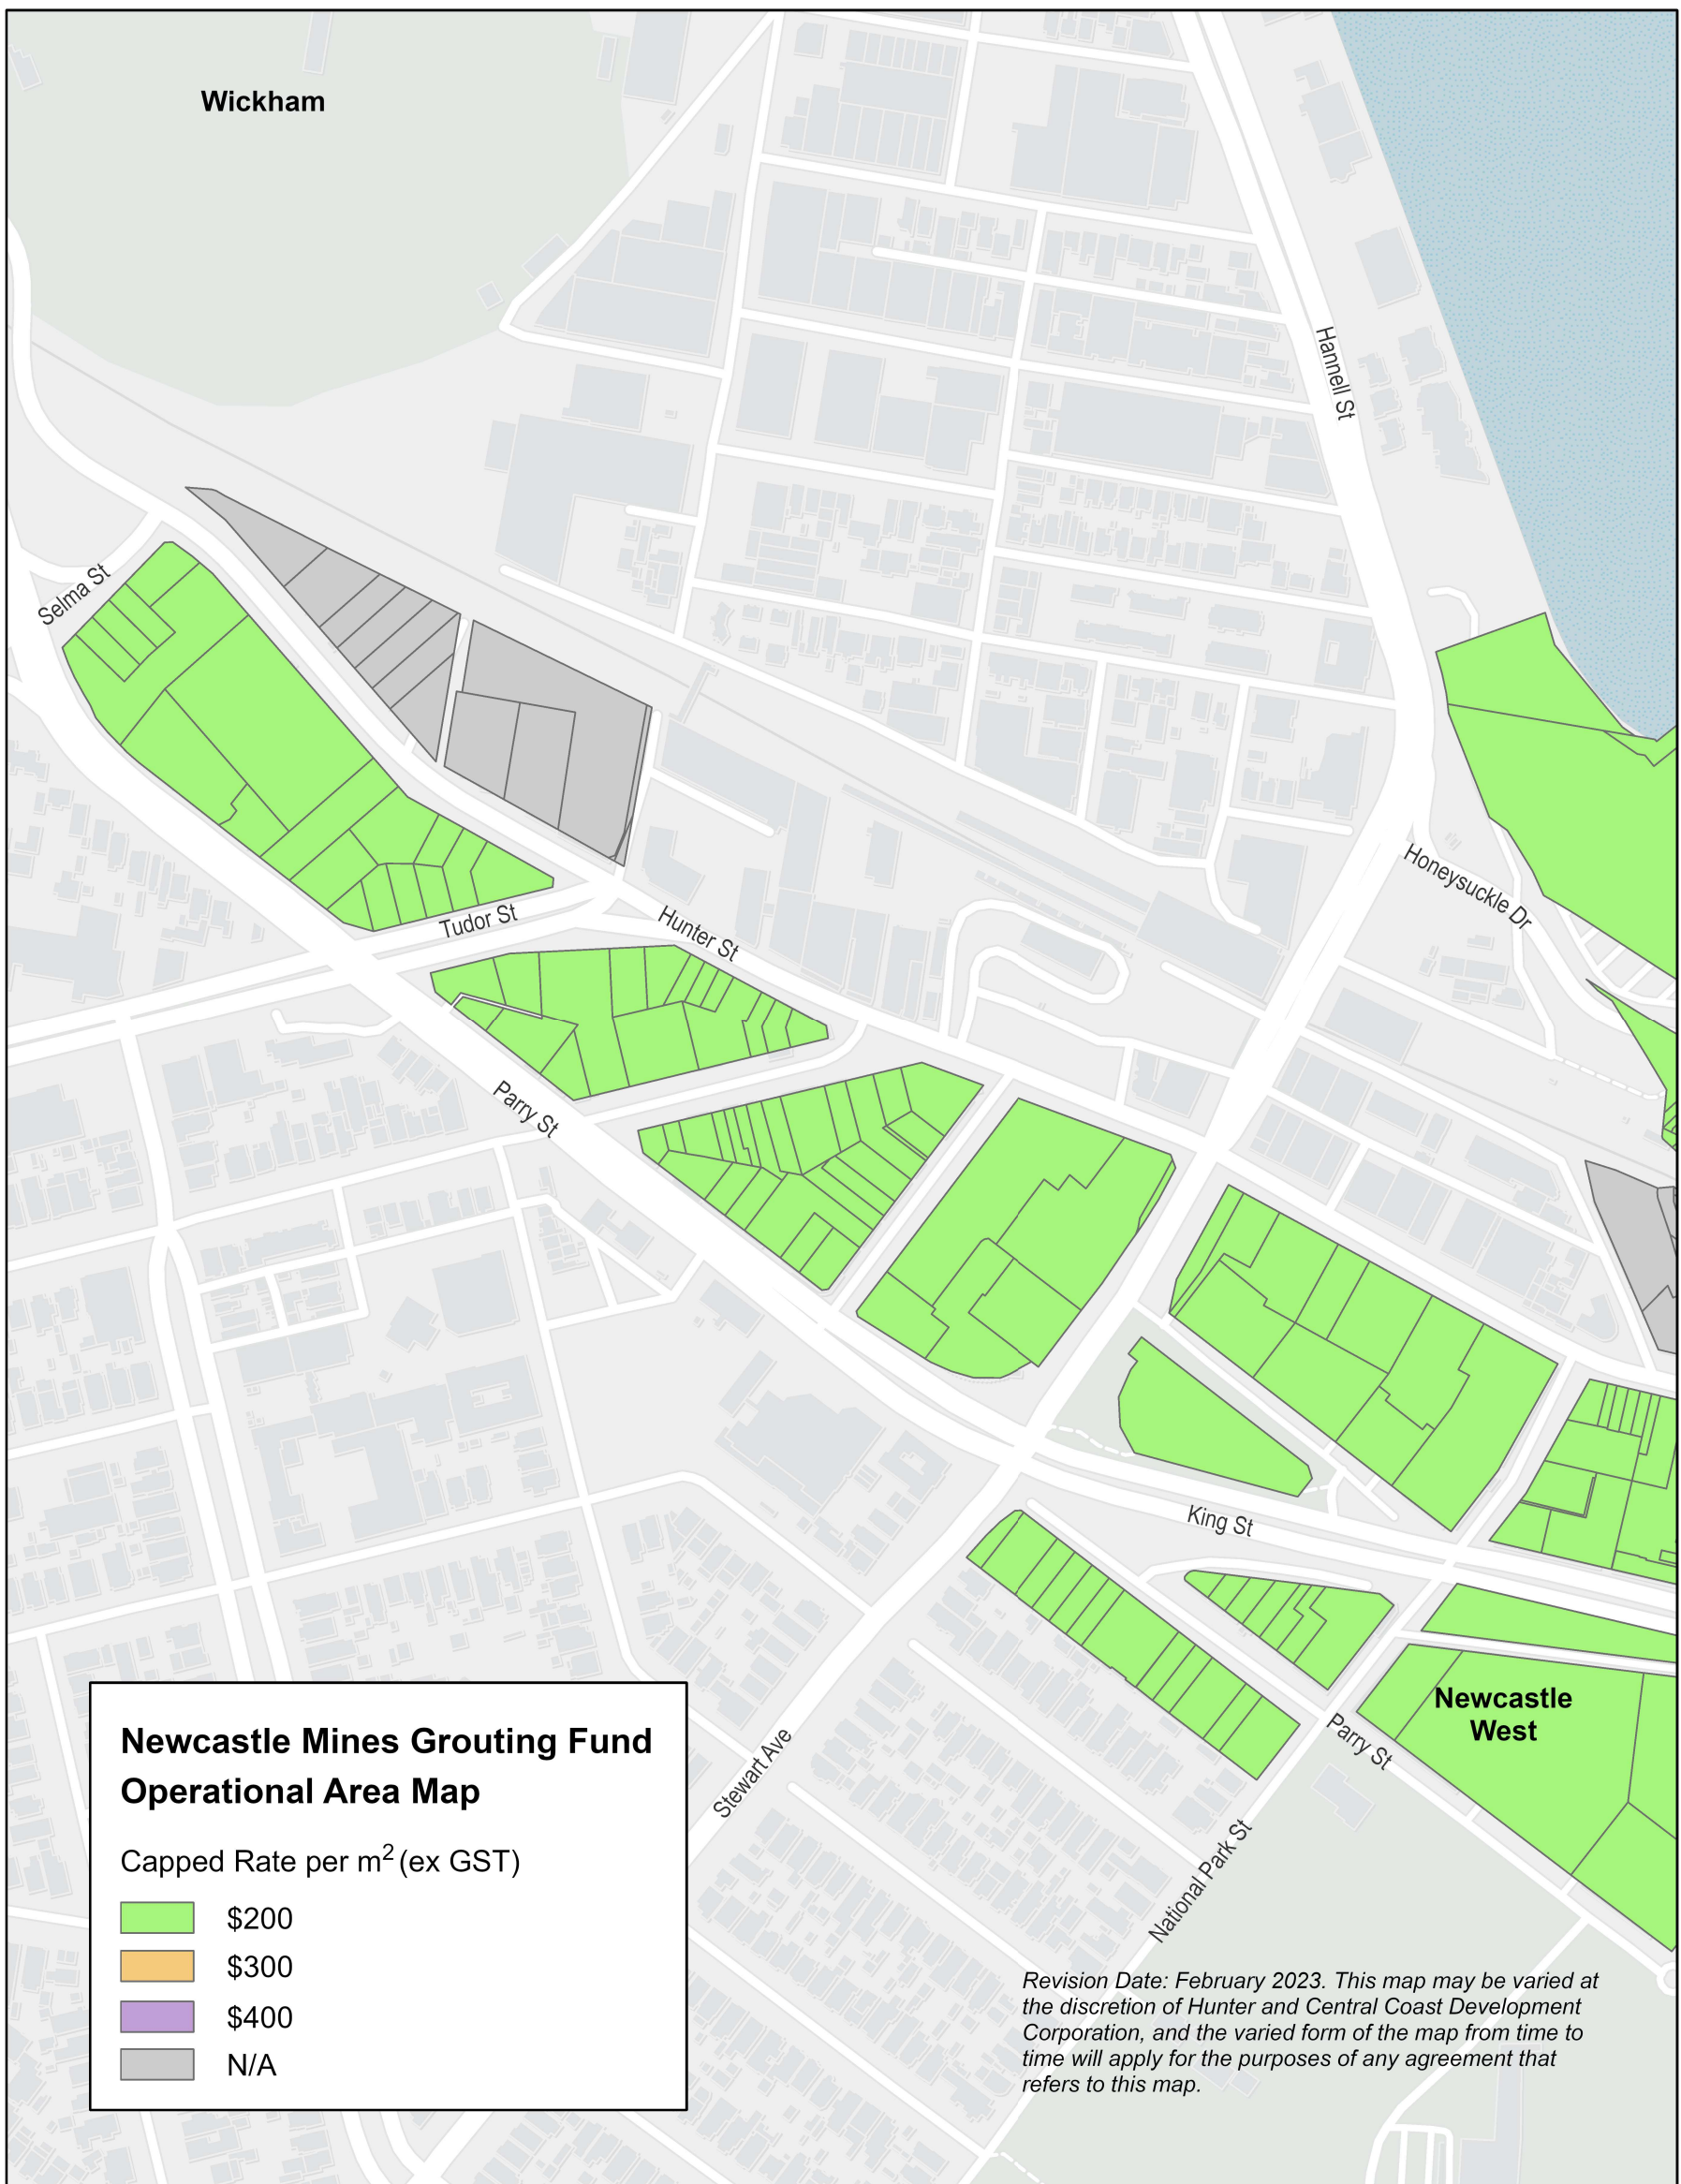 Wickham
Hannell St
Selma St
Honeysuckle Dr
Tudor St
Hunter St
Parry St
King St
Newcastle
West
Parry St
Stewart Ave
National Park St
Newcastle Mines Grouting Fund
Operational Area Map
Capped Rate per m² (ex GST)
$200
$300
$400
N/A
Revision Date: February 2023. This map may be varied at
the discretion of Hunter and Central Coast Development
Corporation, and the varied form of the map from time to
time will apply for the purposes of any agreement that
refers to this map.